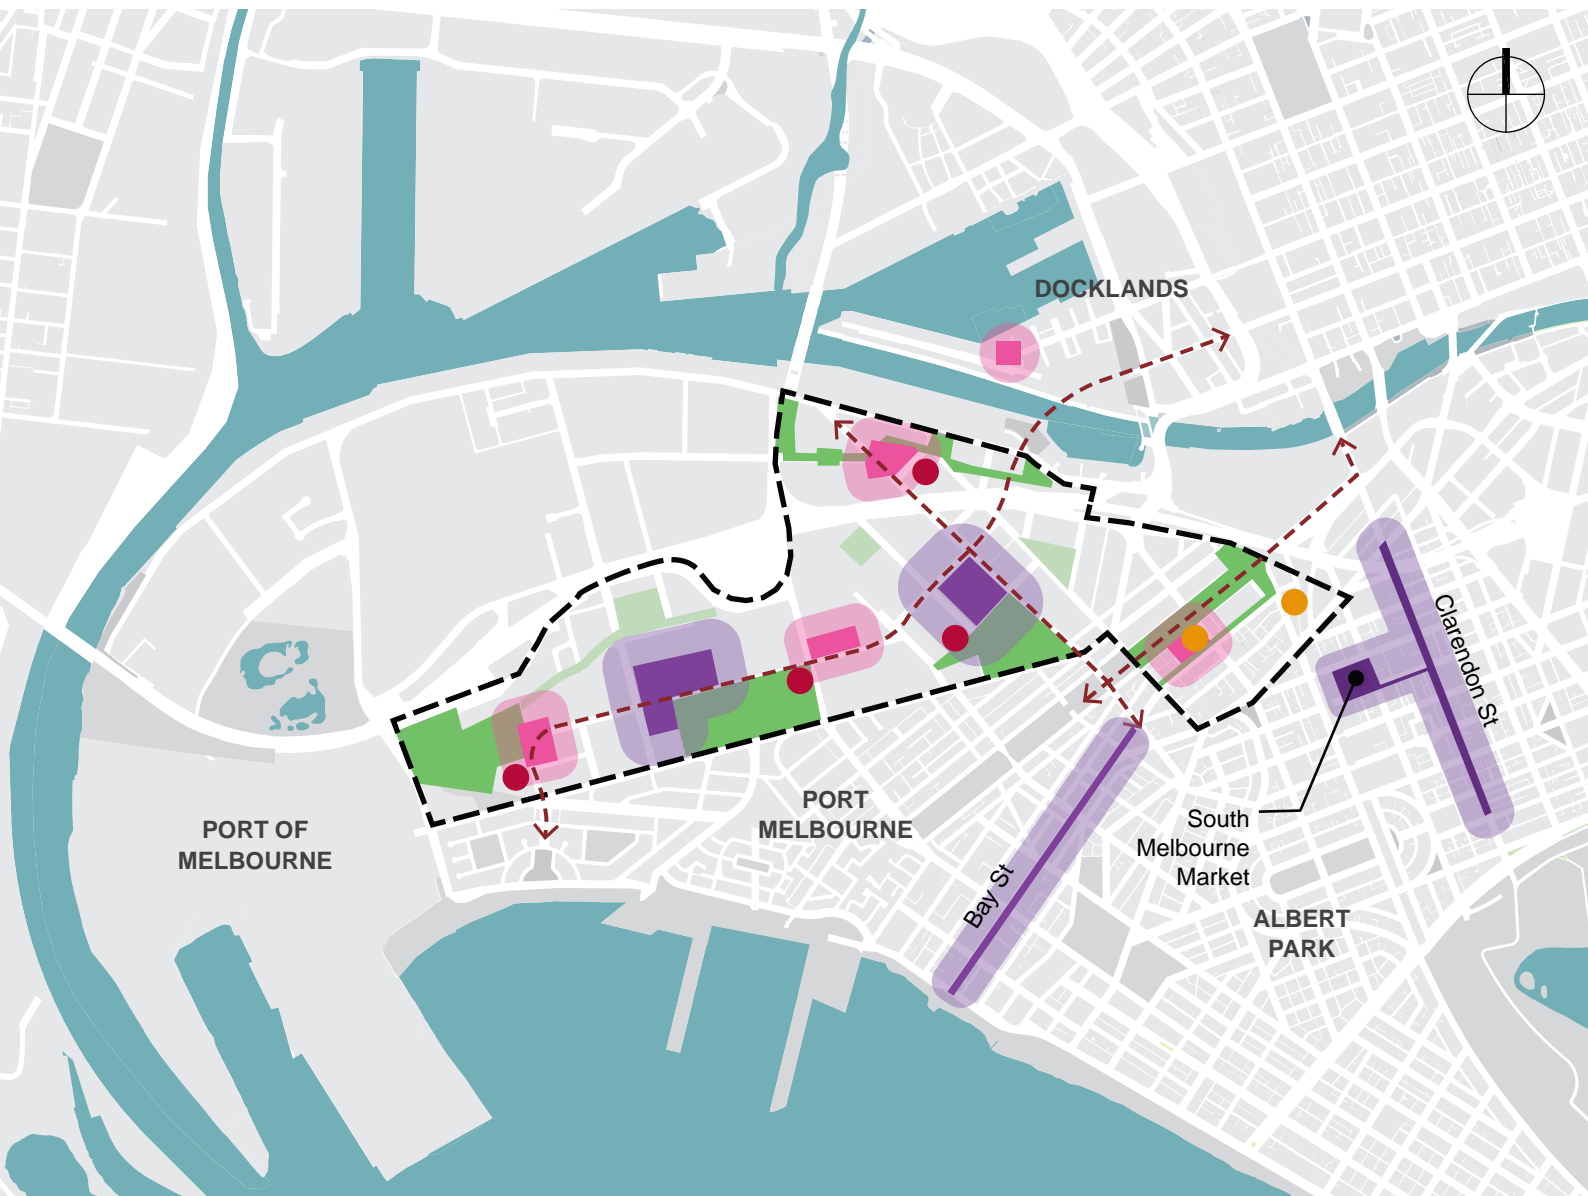 DOCKLANDS
Clarendon St
PORT OF
MELBOURNE
PORT
MELBOURNE
South
Melbourne
Market
Bay St
ALBERT
PARK